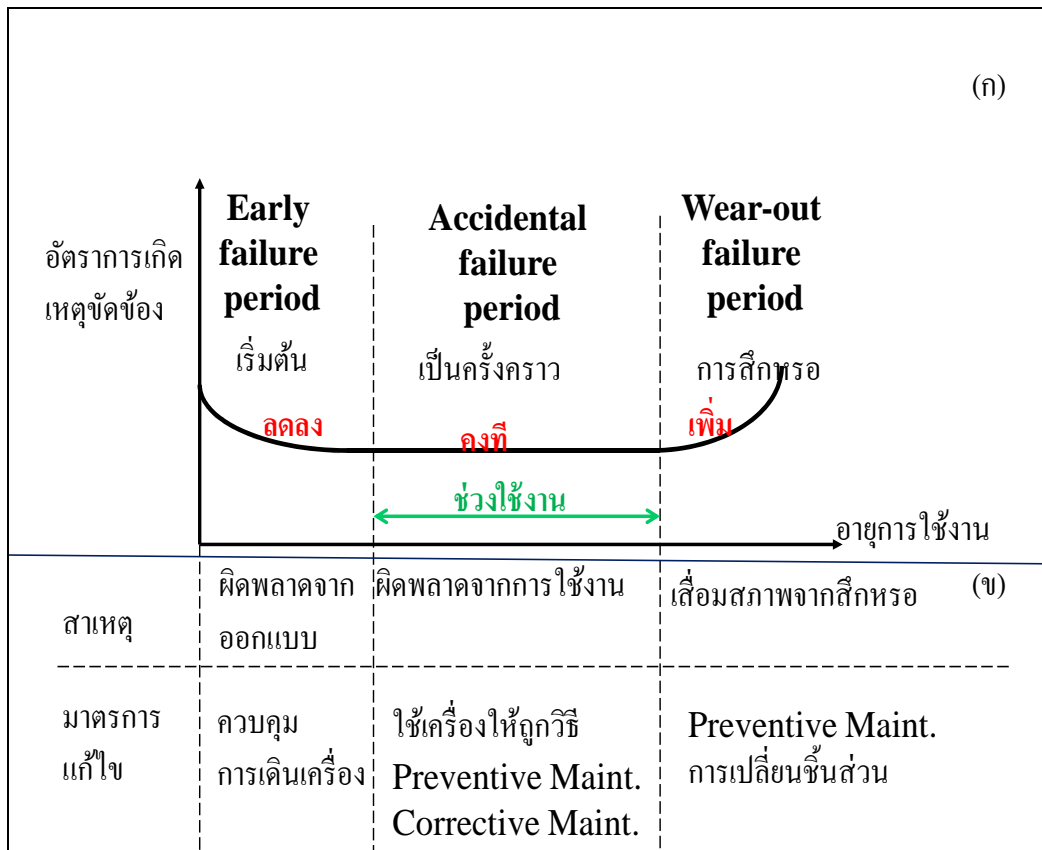 (ก)
อัตราการเกิด
เหตุขัดข้อง
Early
failure
period
เริ่มต้น
Accidental
failure
period
เป็นครั้งคราว
Wear-out
failure
period
การสึกหรอ
ลดลง
คงที
เพิ่ม
ช่วงใช้งาน
อายุการใช้งาน
(ข)
สาเหตุ
ผิดพลาดจาก
ออกแบบ
ผิดพลาดจากการใช้งาน
เสื่อมสภาพจากสึกหรอ
มาตรการ
แก้ไข
ควบคุม
การเดินเครื่อง
ใช้เครื่องให้ถูกวิธี
Preventive Maint.
Corrective Maint.
Preventive Maint.
การเปลี่ยนชิ้นส่วน